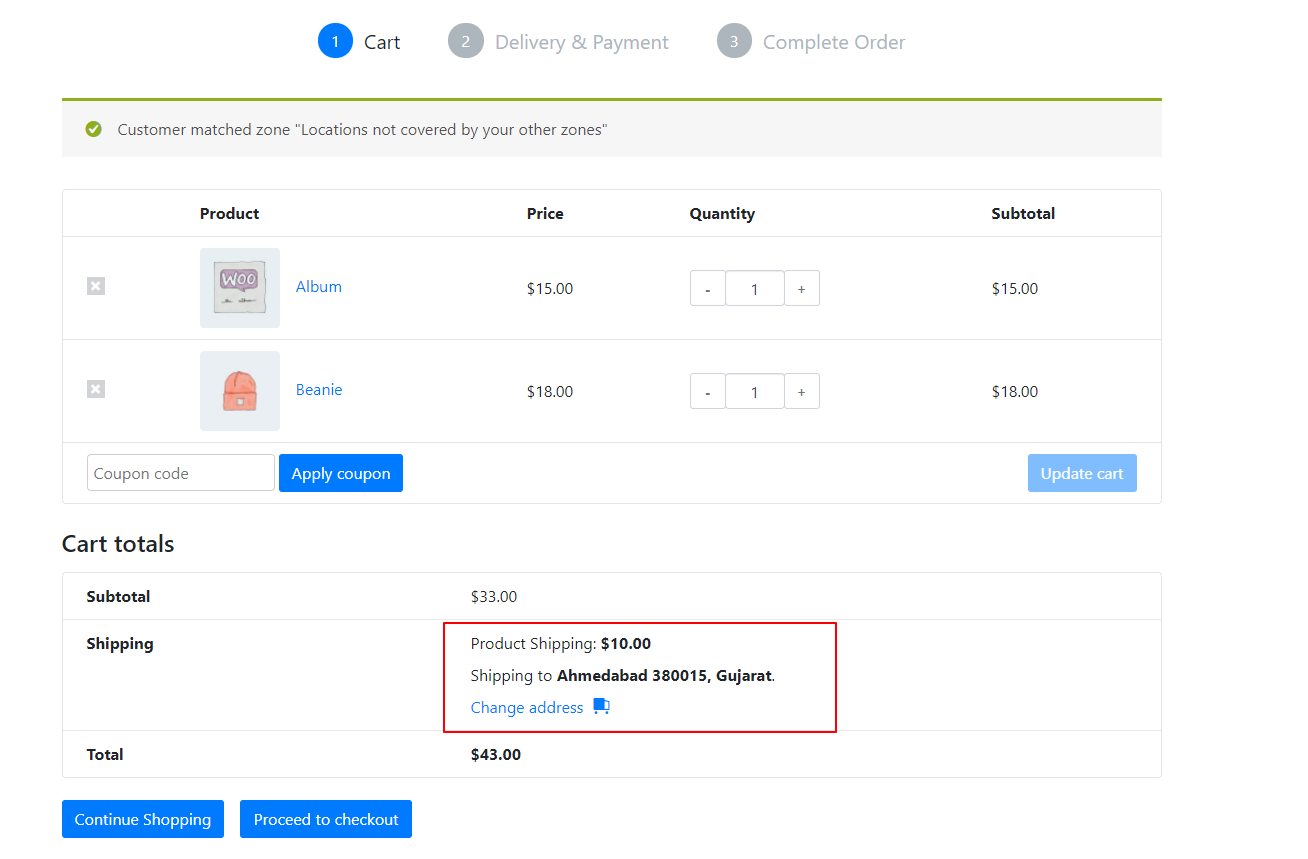 1 Cart 2 Delivery & Payment 3 Complete Order
Customer matched zone "Locations not covered by your other zones"
Product Price Quantity Subtotal
WOO
Album $15.00 - 1 + $15.00
Beanie $18.00 - 1 + $18.00
Coupon code Apply coupon Update cart
Cart totals
Subtotal $33.00
Shipping Product Shipping: $10.00
Shipping to Ahmedabad 380015, Gujarat.
Change address
Total $43.00
Continue Shopping Proceed to checkout